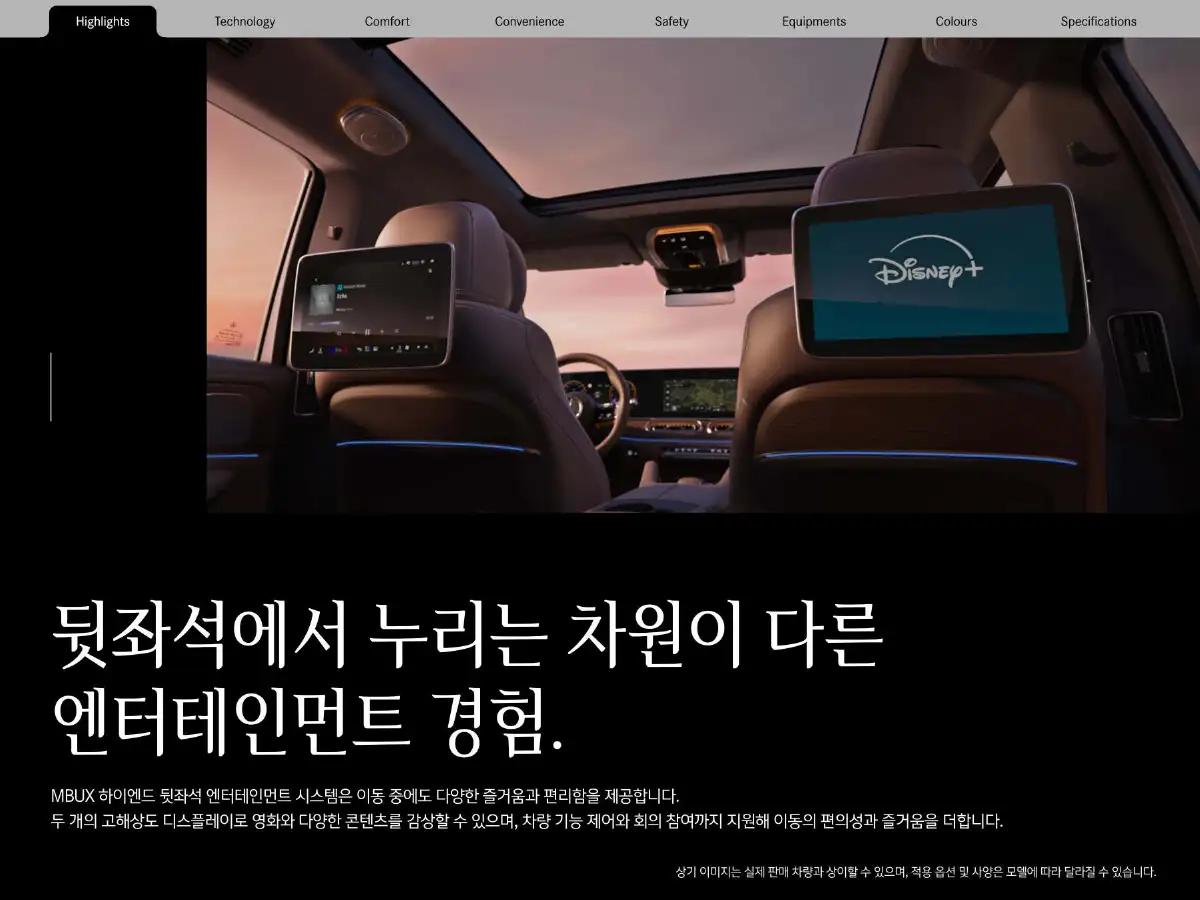 Highlights
Technology
Comfort
Convenience
Safety
Equipments
Colours
Specifications
Disney+
뒷좌석에서 누리는 차원이 다른
엔터테인먼트 경험.
MBUX 하이엔드 뒷좌석 엔터테인먼트 시스템은 이동 중에도 다양한 즐거움과 편리함을 제공합니다.
두 개의 고해상도 디스플레이로 영화와 다양한 콘텐츠를 감상할 수 있으며, 차량 기능 제어와 회의 참여까지 지원해 이동의 편의성과 즐거움을 더합니다.
상기 이미지는 실제 판매 차량과 상이할 수 있으며, 적용 옵션 및 사양은 모델에 따라 달라질 수 있습니다.